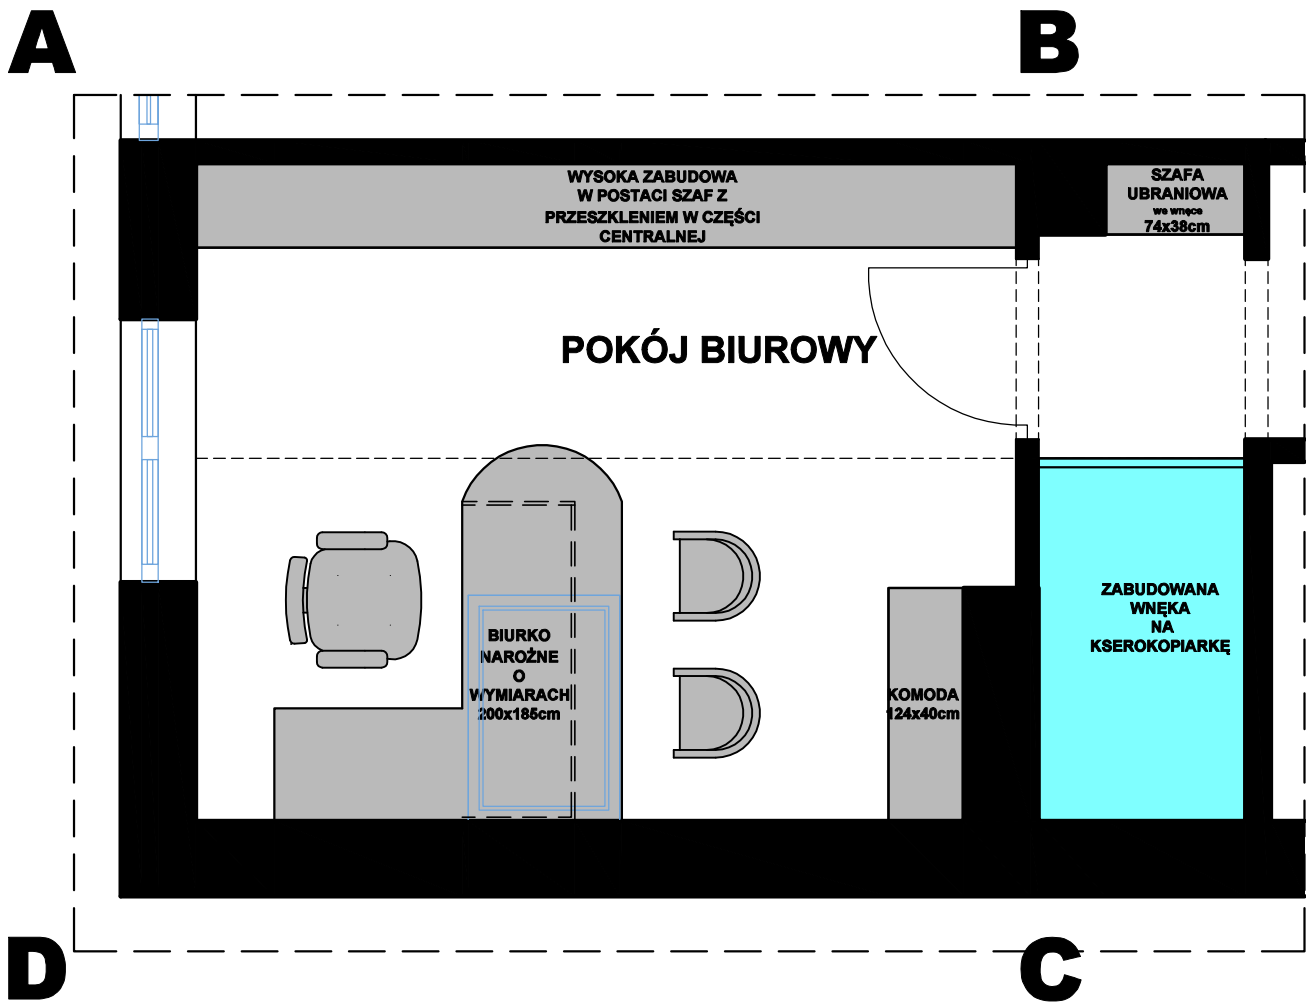 A
B
WYSOKA ZABUDOWA
W POSTACI SZAF Z
PRZESZKLENIEM W CZĘŚCI
CENTRALNEJ
SZAFA
UBRANIOWA
we wnęce
74x38cm
POKÓJ BIUROWY
ZABUDOWANA
WNĘKA
NA
KSEROKOPIARKĘ
BIURKO
NAROŻNE
O
WYMIARACH
200x185cm
KOMODA
124x40cm
D
C